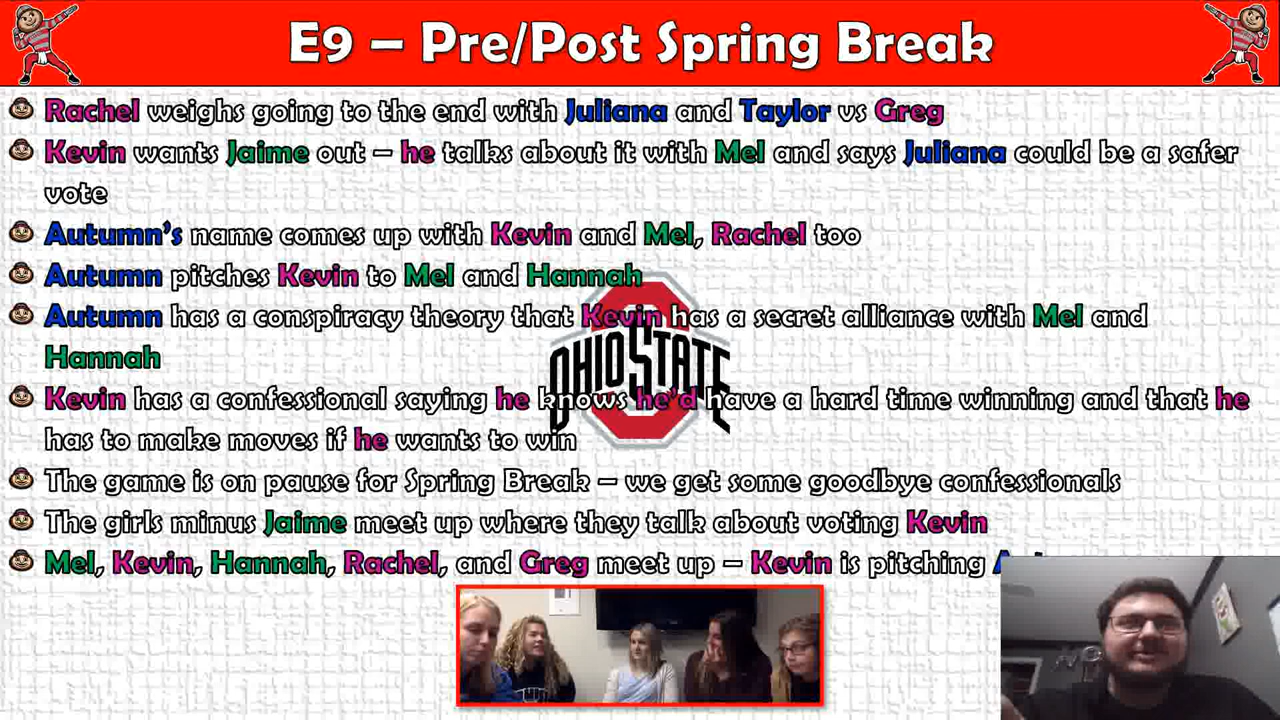 E9 – Pre/Post Spring Break
Rachel weighs going to the end with Juliana and Taylor vs Greg
Kevin wants Jaime out – he talks about it with Mel and says Juliana could be a safer
vote
Autumn's name comes up with Kevin and Mel, Rachel too
Autumn pitches Kevin to Mel and Hannah
Autumn has a conspiracy theory that Kevin has a secret alliance with Mel and
Hannah
OHIO STATE
Kevin has a confessional saying he knows he'd have a hard time winning and that he
has to make moves if he wants to win
The game is on pause for Spring Break – we get some goodbye confessionals
The girls minus Jaime meet up where they talk about voting Kevin
Mel, Kevin, Hannah, Rachel, and Greg meet up – Kevin is pitching